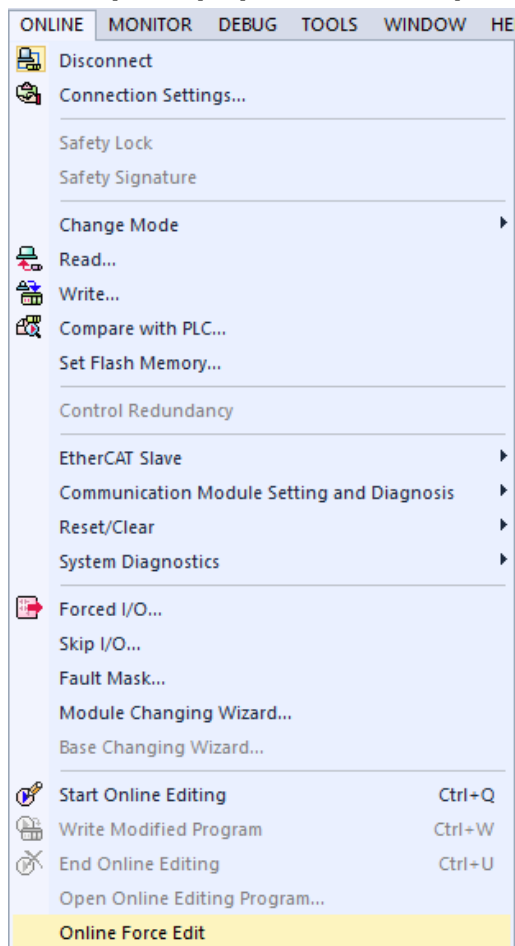 ONLINE MONITOR DEBUG TOOLS WINDOW HE
Disconnect
Connection Settings...
Safety Lock
Safety Signature
Change Mode
Read...
Write...
Compare with PLC...
Set Flash Memory...
Control Redundancy
EtherCAT Slave
Communication Module Setting and Diagnosis
Reset/Clear
System Diagnostics
Forced I/O...
Skip I/O...
Fault Mask...
Module Changing Wizard...
Base Changing Wizard...
Start Online Editing Ctrl+Q
Write Modified Program Ctrl+W
End Online Editing Ctrl+U
Open Online Editing Program...
Online Force Edit